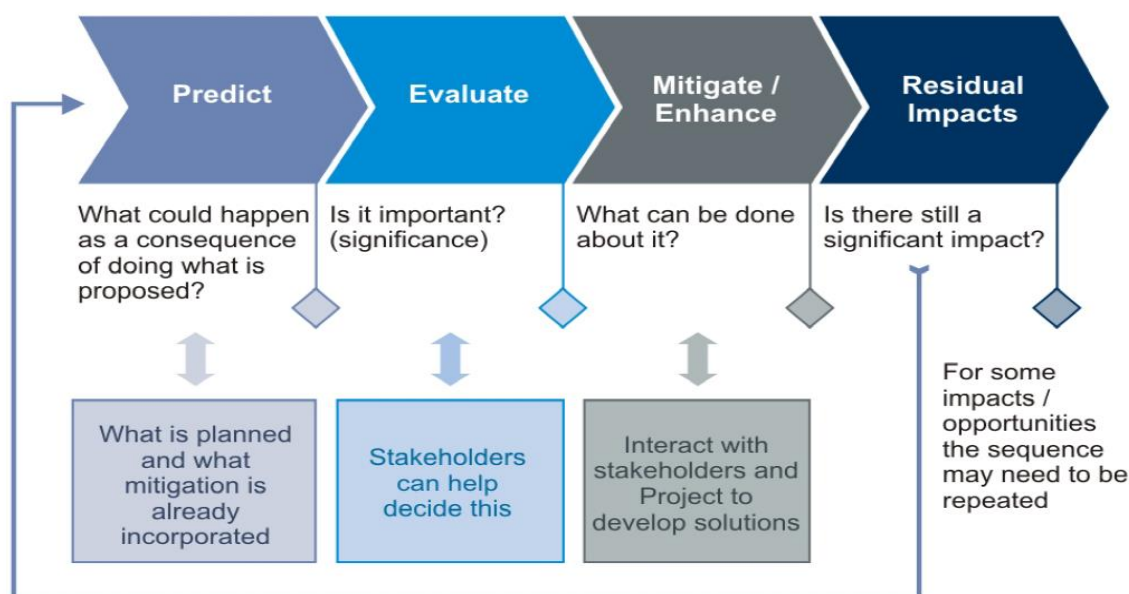 Predict
Evaluate
Mitigate /
Enhance
Residual
Impacts
What could happen
as a consequence
of doing what is
proposed?
Is it important?
(significance)
What can be done
about it?
Is there still a
significant impact?
What is planned
and what
mitigation is
already
incorporated
Stakeholders
can help
decide this
Interact with
stakeholders and
Project to
develop solutions
For some
impacts /
opportunities
the sequence
may need to be
repeated